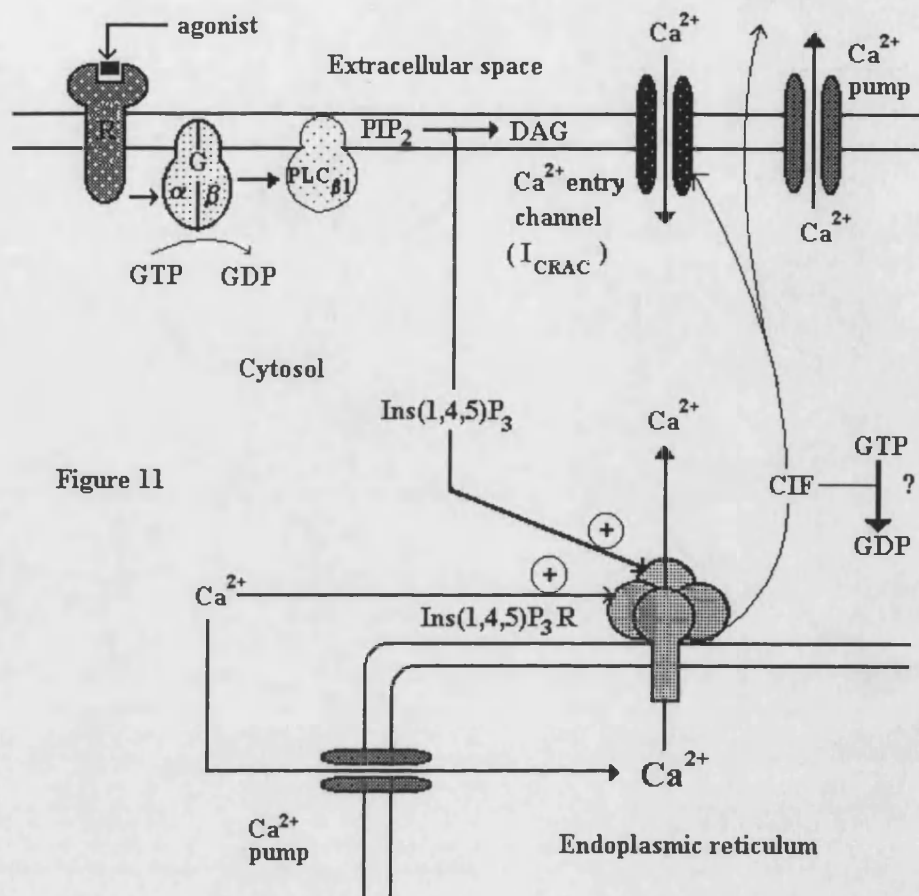 agonist
Ca²⁺
Extracellular space
Ca²⁺
pump
R
PIP₂
DAG
G
α β
PLCβ1
Ca²⁺ entry
channel
(I CRAC)
Ca²⁺
GTP
GDP
Cytosol
Ins(1,4,5)P₃
Ca²⁺
GTP
Figure 11
CIF
?
GDP
+
+
Ca²⁺
Ins(1,4,5)P₃R
Ca²⁺
Ca²⁺
pump
Endoplasmic reticulum